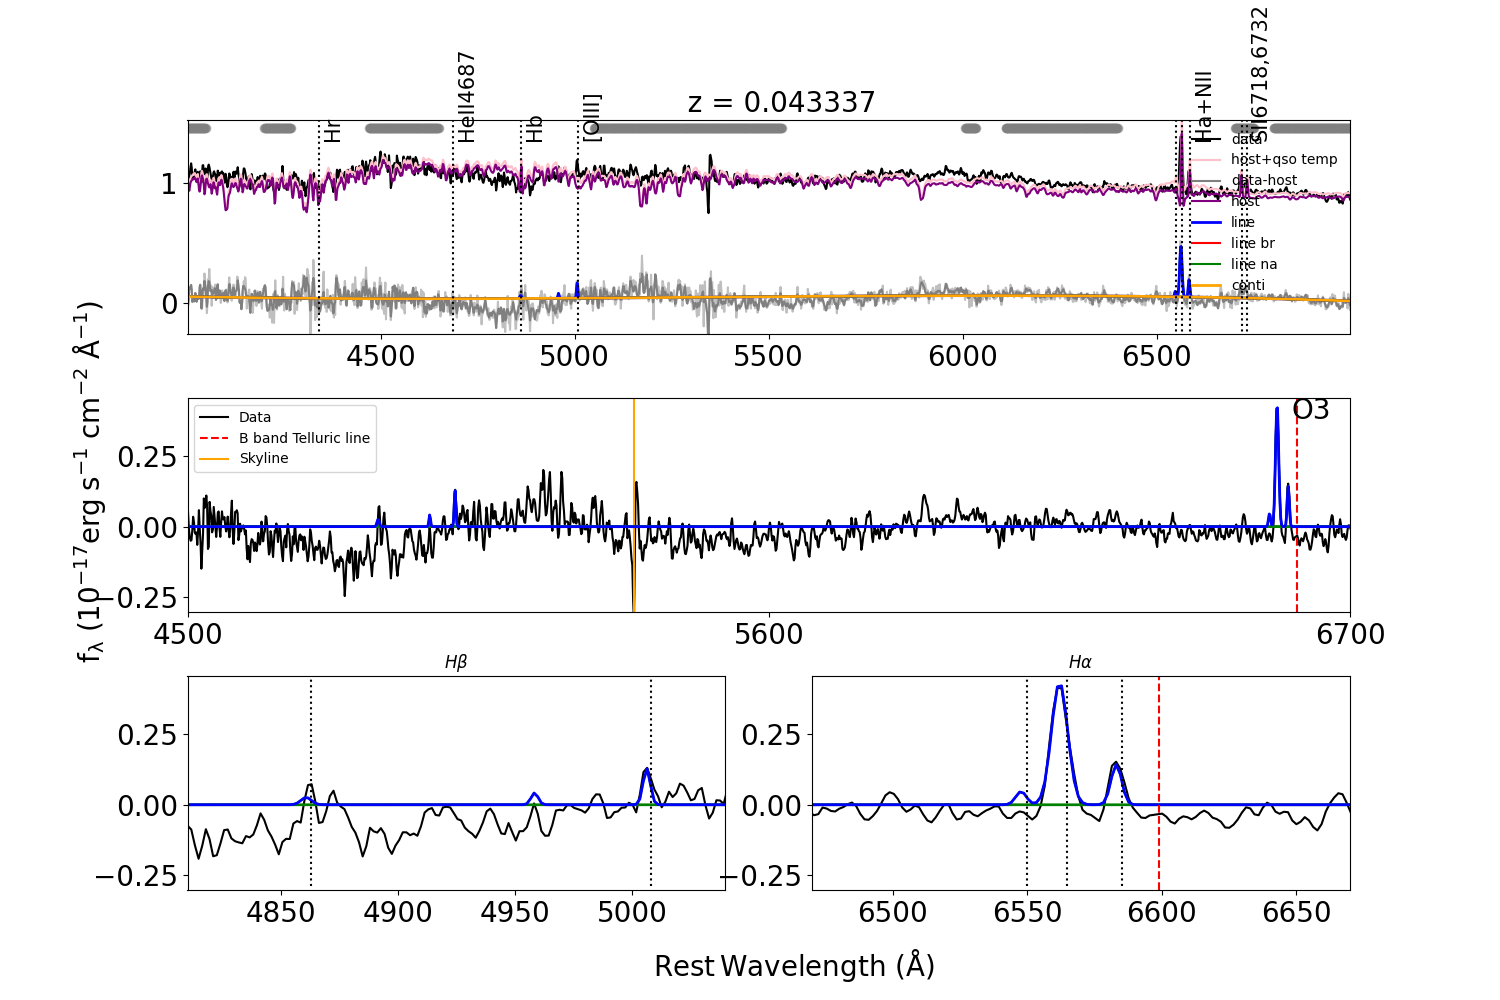 Hr
HeII4687
Hb
[OIII]
Ha+NII
SII6718,6732
z = 0.043337
data
host+qso temp
data-host
host
line
line br
line na
conti
1
0
4500 5000 5500 6000 6500
f_λ (10^−17 erg s^−1 cm^−2 Å^−1)
Data
B band Telluric line
Skyline
O3
0.25
0.00
−0.25
4500 5600 6700
Hβ
0.25
0.00
−0.25
4850 4900 4950 5000
Hα
0.25
0.00
−0.25
6500 6550 6600 6650
Rest Wavelength (Å)